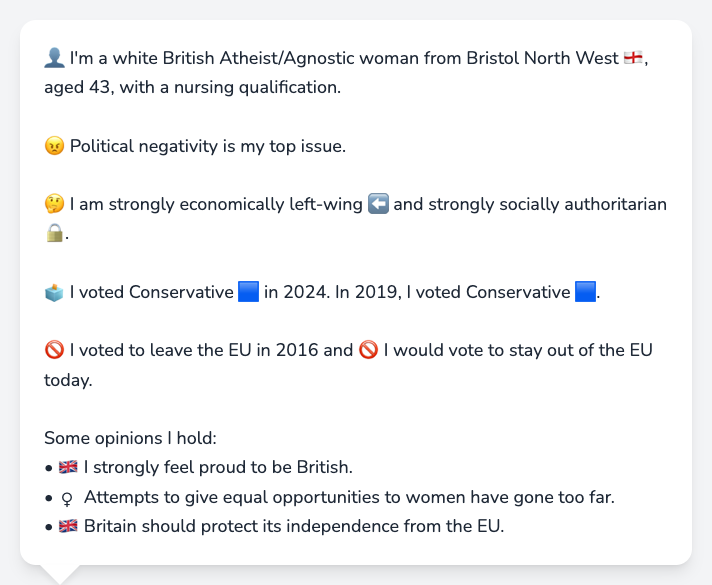 👤 I'm a white British Atheist/Agnostic woman from Bristol North West 🏴󠁧󠁢󠁥󠁮󠁧󠁿,
aged 43, with a nursing qualification.
😠 Political negativity is my top issue.
🤔 I am strongly economically left-wing ⬅️ and strongly socially authoritarian
🔒.
🗳️ I voted Conservative 🟦 in 2024. In 2019, I voted Conservative 🟦.
🚫 I voted to leave the EU in 2016 and 🚫 I would vote to stay out of the EU
today.
Some opinions I hold:
• 🇬🇧 I strongly feel proud to be British.
• ♀ Attempts to give equal opportunities to women have gone too far.
• 🇬🇧 Britain should protect its independence from the EU.